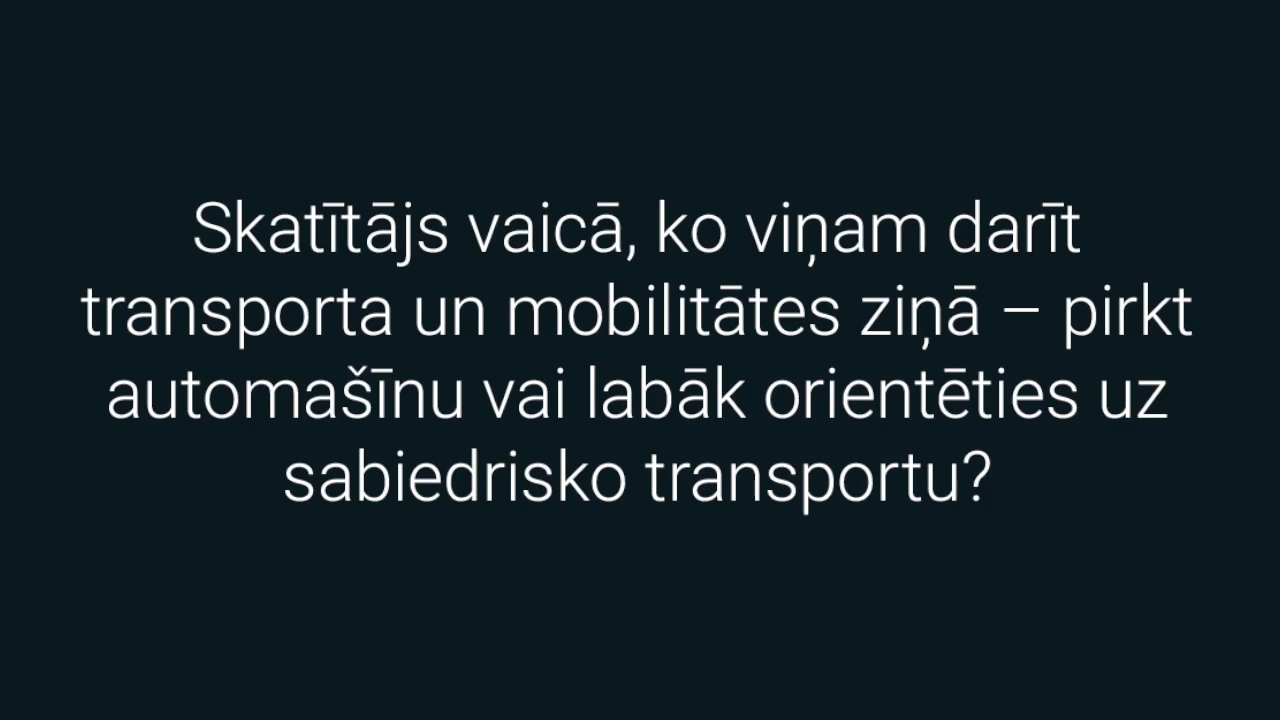 Skatītājs vaicā, ko viņam darīt
transporta un mobilitātes ziņā – pirkt
automašīnu vai labāk orientēties uz
sabiedrisko transportu?